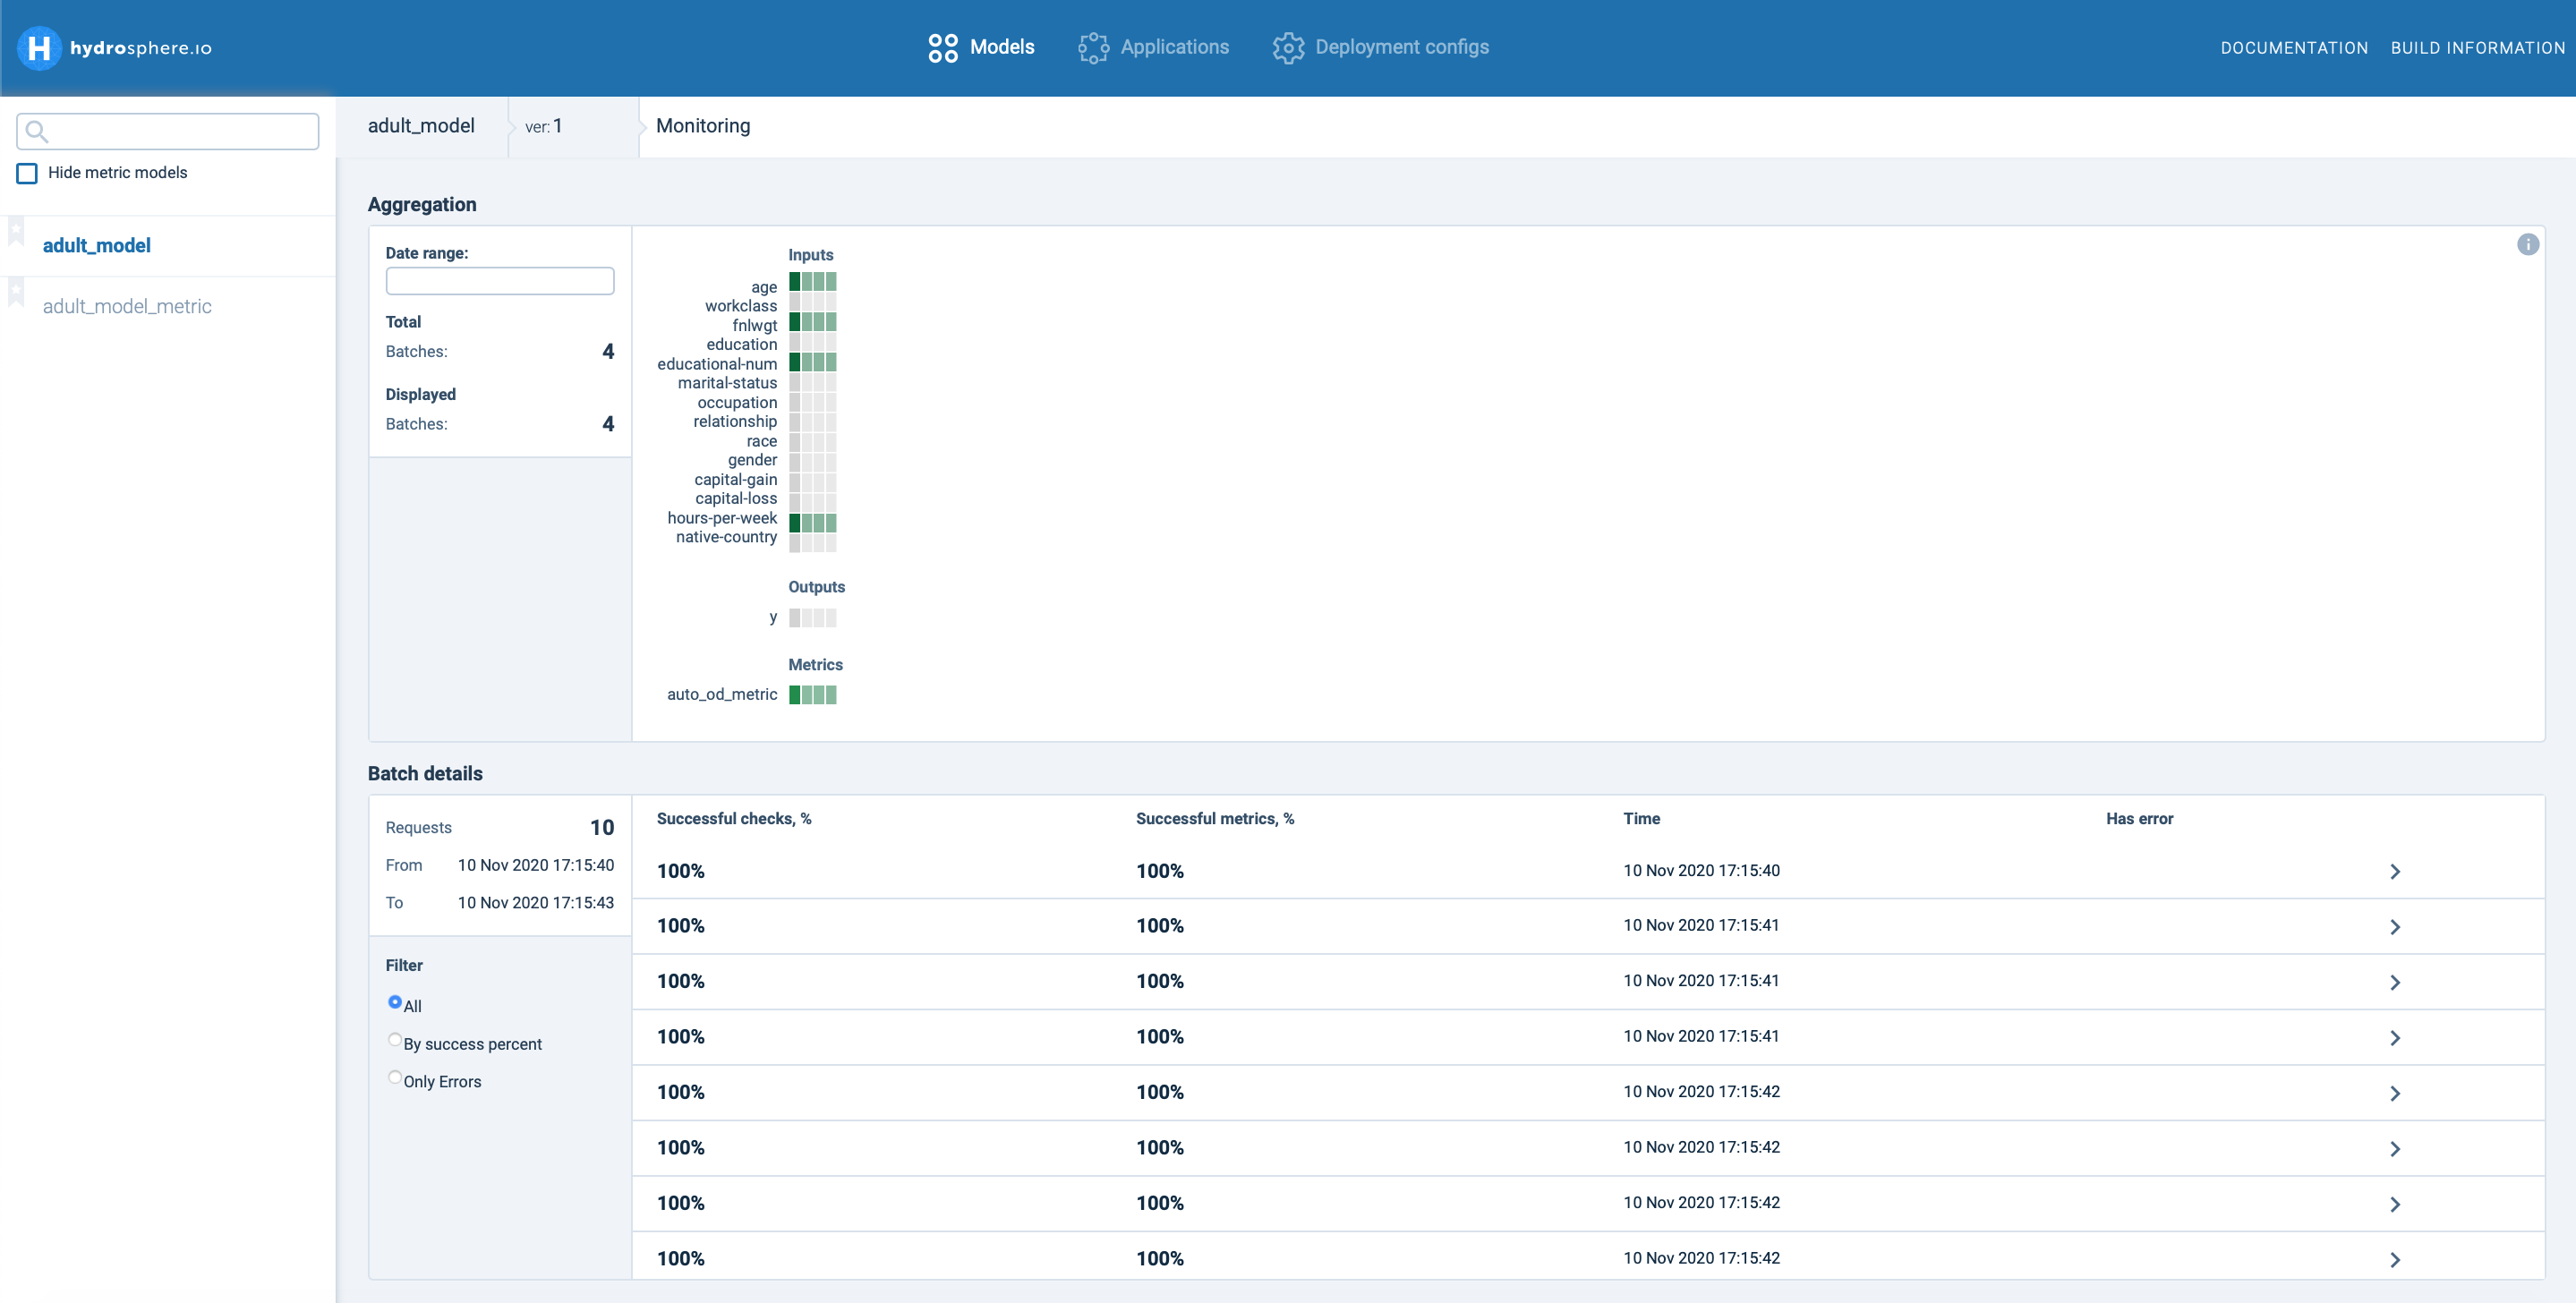 H hydrosphere.io
Models Applications Deployment configs
DOCUMENTATION BUILD INFORMATION
Hide metric models
adult_model
adult_model_metric
adult_model ver: 1 Monitoring
Aggregation
Date range:
Total
Batches: 4
Displayed
Batches: 4
Inputs
age
workclass
fnlwgt
education
educational-num
marital-status
occupation
relationship
race
gender
capital-gain
capital-loss
hours-per-week
native-country
Outputs
y
Metrics
auto_od_metric
i
Batch details
Requests 10
From 10 Nov 2020 17:15:40
To 10 Nov 2020 17:15:43
Filter
All
By success percent
Only Errors
Successful checks, % Successful metrics, % Time Has error
100% 100% 10 Nov 2020 17:15:40
100% 100% 10 Nov 2020 17:15:41
100% 100% 10 Nov 2020 17:15:41
100% 100% 10 Nov 2020 17:15:41
100% 100% 10 Nov 2020 17:15:42
100% 100% 10 Nov 2020 17:15:42
100% 100% 10 Nov 2020 17:15:42
100% 100% 10 Nov 2020 17:15:42